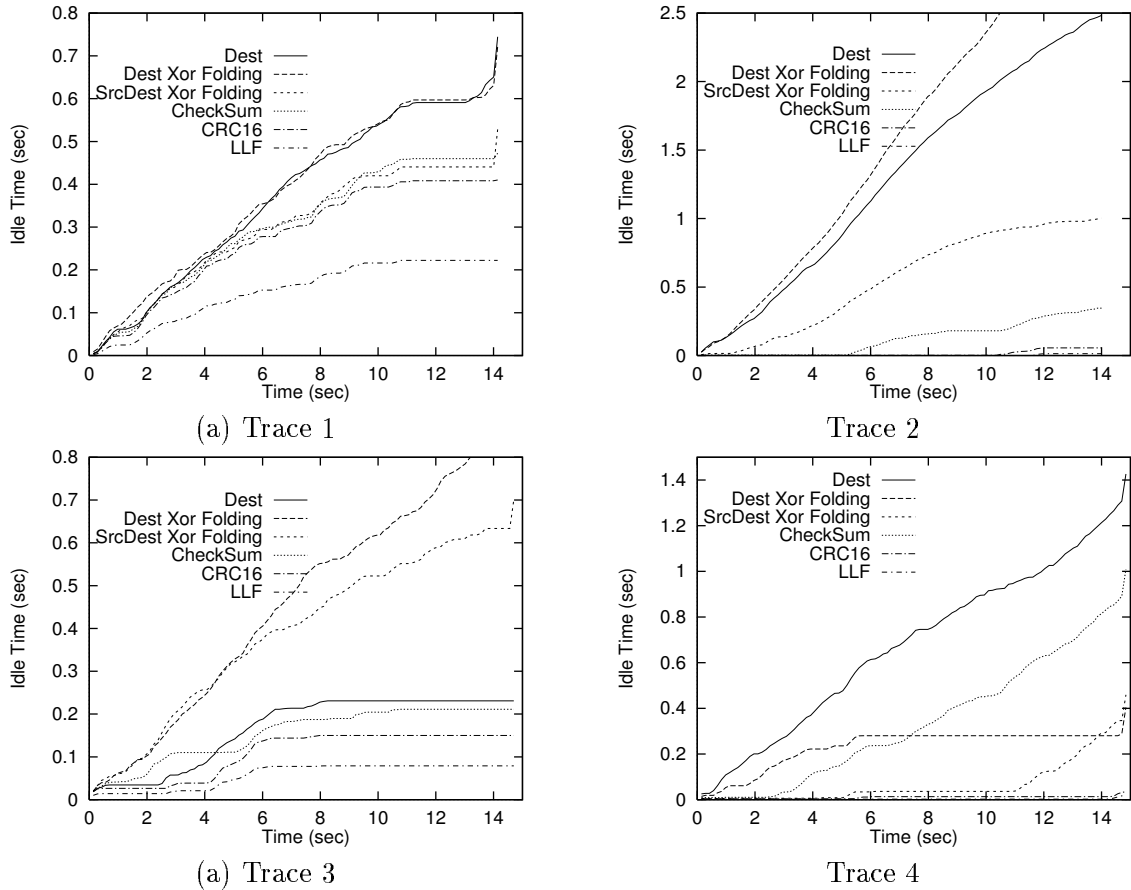 0.8
0.7
0.6
0.5
0.4
0.3
0.2
0.1
0
Idle Time (sec)
Dest
Dest Xor Folding
SrcDest Xor Folding
CheckSum
CRC16
LLF
0 2 4 6 8 10 12 14
Time (sec)
(a) Trace 1
2.5
2
1.5
1
0.5
0
Idle Time (sec)
Dest
Dest Xor Folding
SrcDest Xor Folding
CheckSum
CRC16
LLF
0 2 4 6 8 10 12 14
Time (sec)
Trace 2
0.8
0.7
0.6
0.5
0.4
0.3
0.2
0.1
0
Idle Time (sec)
Dest
Dest Xor Folding
SrcDest Xor Folding
CheckSum
CRC16
LLF
0 2 4 6 8 10 12 14
Time (sec)
(a) Trace 3
1.4
1.2
1
0.8
0.6
0.4
0.2
0
Idle Time (sec)
Dest
Dest Xor Folding
SrcDest Xor Folding
CheckSum
CRC16
LLF
0 2 4 6 8 10 12 14
Time (sec)
Trace 4